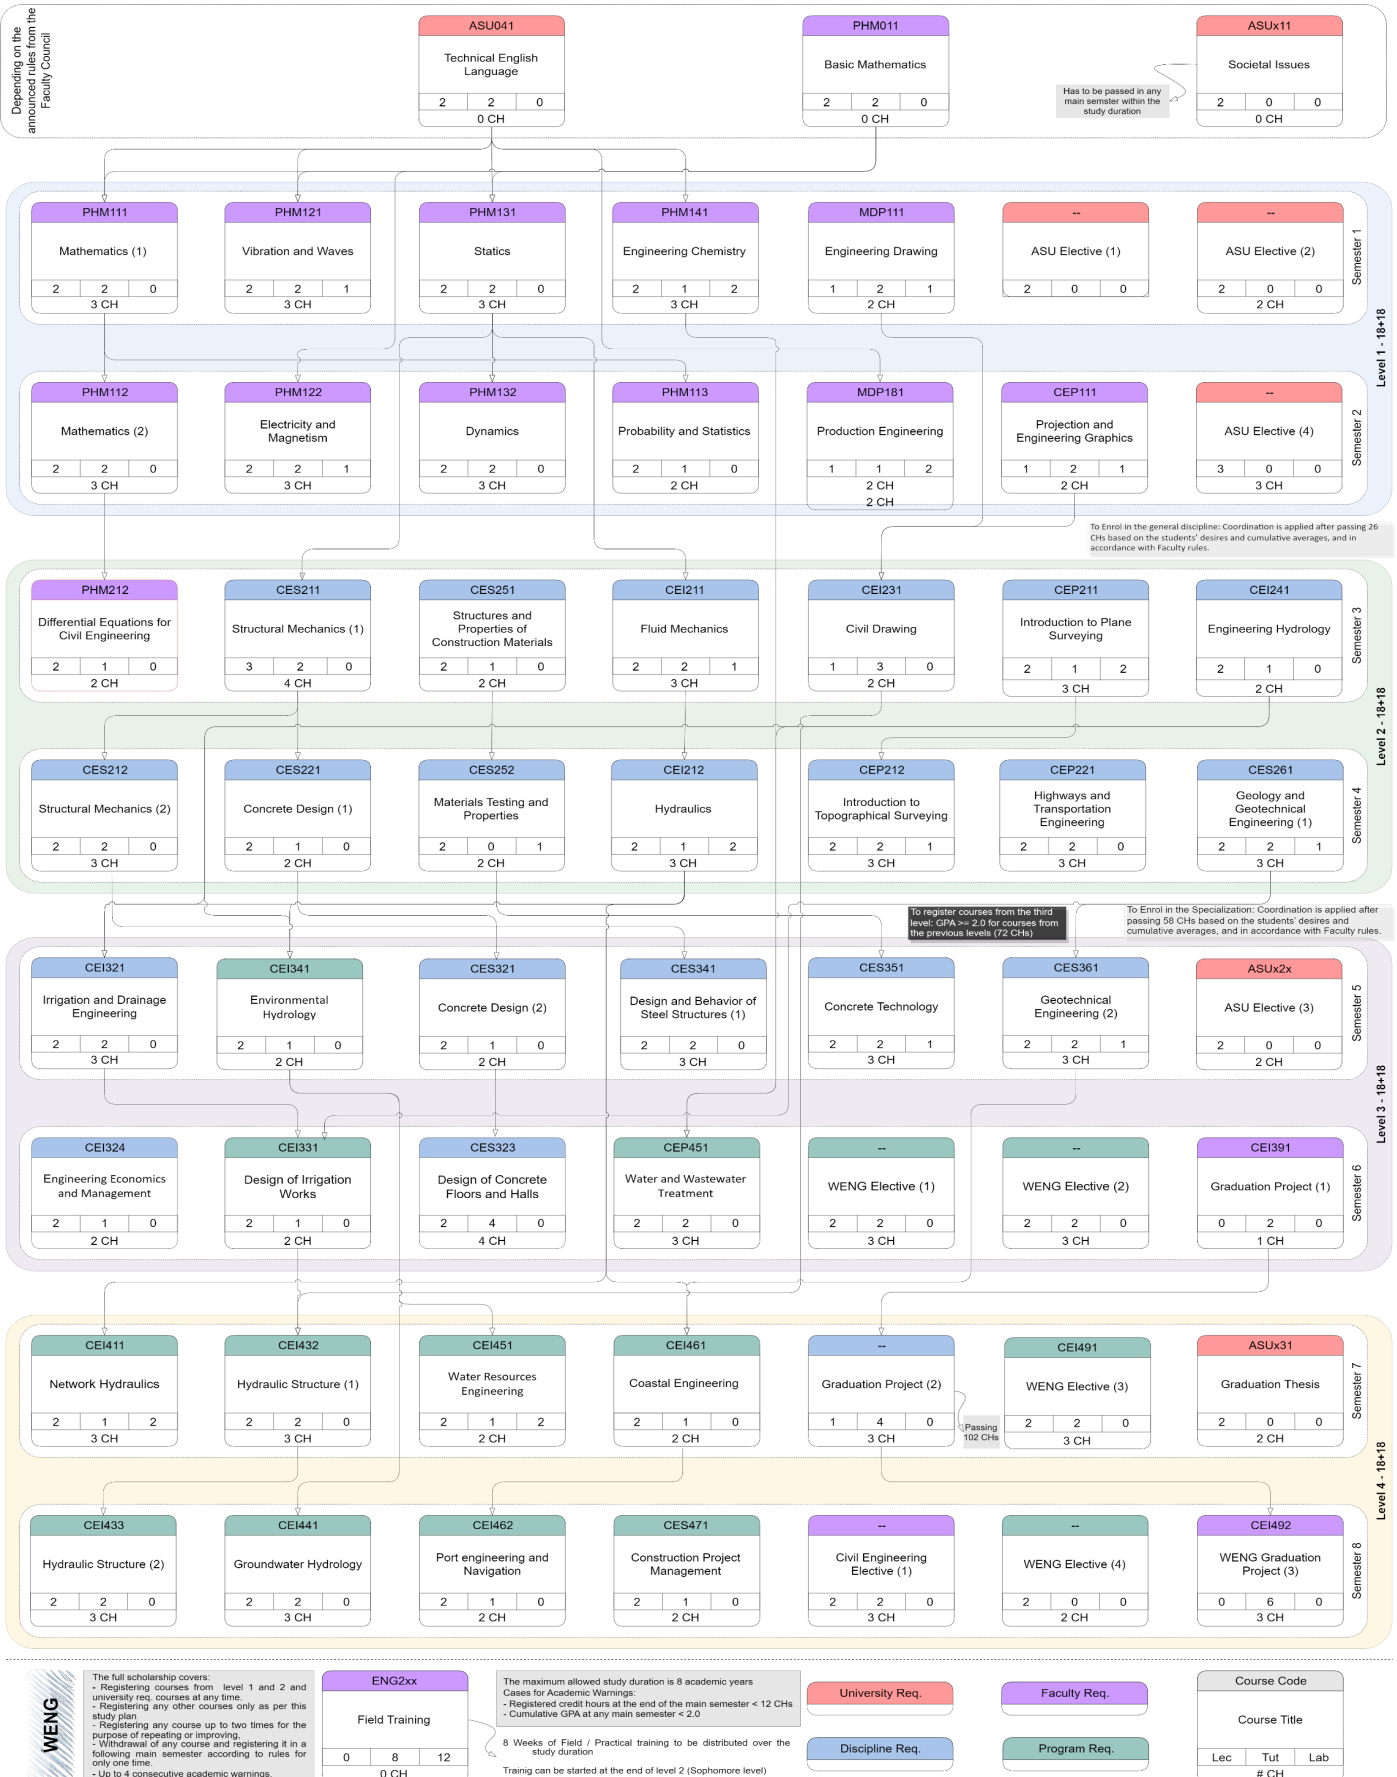 Depending on the
announced rules from the
Faculty Council
ASU041
Technical English
Language
2 2 0
0 CH
PHM011
Basic Mathematics
2 2 0
0 CH
ASUx11
Societal Issues
2 0 0
0 CH
Has to be passed in any
main semster within the
study duration
PHM111
Mathematics (1)
2 2 0
3 CH
PHM121
Vibration and Waves
2 2 1
3 CH
PHM131
Statics
2 2 0
3 CH
PHM141
Engineering Chemistry
2 1 2
3 CH
MDP111
Engineering Drawing
1 2 1
2 CH
--
ASU Elective (1)
2 0 0
--
ASU Elective (2)
2 0 0
2 CH
Semester 1
Level 1 - 18+18
PHM112
Mathematics (2)
2 2 0
3 CH
PHM122
Electricity and
Magnetism
2 2 1
3 CH
PHM132
Dynamics
2 2 0
3 CH
PHM113
Probability and Statistics
2 1 0
2 CH
MDP181
Production Engineering
1 1 2
2 CH
2 CH
CEP111
Projection and
Engineering Graphics
1 2 1
2 CH
--
ASU Elective (4)
3 0 0
3 CH
Semester 2
To Enrol in the general discipline: Coordination is applied after passing 26
CHs based on the students' desires and cumulative averages, and in
accordance with Faculty rules.
PHM212
Differential Equations for
Civil Engineering
2 1 0
2 CH
CES211
Structural Mechanics (1)
3 2 0
4 CH
CES251
Structures and
Properties of
Construction Materials
2 1 0
2 CH
CEI211
Fluid Mechanics
2 2 1
3 CH
CEI231
Civil Drawing
1 3 0
2 CH
CEP211
Introduction to Plane
Surveying
2 1 2
3 CH
CEI241
Engineering Hydrology
2 1 0
2 CH
Semester 3
Level 2 - 18+18
CES212
Structural Mechanics (2)
2 2 0
3 CH
CES221
Concrete Design (1)
2 1 0
2 CH
CES252
Materials Testing and
Properties
2 0 1
2 CH
CEI212
Hydraulics
2 1 2
3 CH
CEP212
Introduction to
Topographical Surveying
2 2 1
3 CH
CEP221
Highways and
Transportation
Engineering
2 2 0
3 CH
CES261
Geology and
Geotechnical
Engineering (1)
2 2 1
3 CH
Semester 4
To register courses from the third
level: GPA >= 2.0 for courses from
the previous levels (72 CHs)
To Enrol in the Specialization: Coordination is applied after
passing 58 CHs based on the students' desires and
cumulative averages, and in accordance with Faculty rules.
CEI321
Irrigation and Drainage
Engineering
2 2 0
3 CH
CEI341
Environmental
Hydrology
2 1 0
2 CH
CES321
Concrete Design (2)
2 1 0
2 CH
CES341
Design and Behavior of
Steel Structures (1)
2 2 0
3 CH
CES351
Concrete Technology
2 2 1
3 CH
CES361
Geotechnical
Engineering (2)
2 2 1
3 CH
ASUx2x
ASU Elective (3)
2 0 0
2 CH
Semester 5
Level 3 - 18+18
CEI324
Engineering Economics
and Management
2 1 0
2 CH
CEI331
Design of Irrigation
Works
2 1 0
2 CH
CES323
Design of Concrete
Floors and Halls
2 4 0
4 CH
CEP451
Water and Wastewater
Treatment
2 2 0
3 CH
--
WENG Elective (1)
2 2 0
3 CH
--
WENG Elective (2)
2 2 0
3 CH
CEI391
Graduation Project (1)
0 2 0
1 CH
Semester 6
CEI411
Network Hydraulics
2 1 2
3 CH
CEI432
Hydraulic Structure (1)
2 2 0
3 CH
CEI451
Water Resources
Engineering
2 1 2
2 CH
CEI461
Coastal Engineering
2 1 0
2 CH
--
Graduation Project (2)
1 4 0
3 CH
Passing
102 CHs
CEI491
WENG Elective (3)
2 2 0
3 CH
ASUx31
Graduation Thesis
2 0 0
2 CH
Semester 7
Level 4 - 18+18
CEI433
Hydraulic Structure (2)
2 2 0
3 CH
CEI441
Groundwater Hydrology
2 2 0
3 CH
CEI462
Port engineering and
Navigation
2 1 0
2 CH
CES471
Construction Project
Management
2 1 0
2 CH
--
Civil Engineering
Elective (1)
2 2 0
3 CH
--
WENG Elective (4)
2 0 0
2 CH
CEI492
WENG Graduation
Project (3)
0 6 0
3 CH
Semester 8
WENG
The full scholarship covers:
- Registering courses from level 1 and 2 and
university req. courses at any time.
- Registering any other courses only as per this
study plan
- Registering any course up to two times for the
purpose of repeating or improving,
- Withdrawal of any course and registering it in a
following main semester according to rules for
only one time.
- Up to 4 consecutive academic warnings.
ENG2xx
Field Training
0 8 12
0 CH
The maximum allowed study duration is 8 academic years
Cases for Academic Warnings:
- Registered credit hours at the end of the main semester < 12 CHs
- Cumulative GPA at any main semester < 2.0
8 Weeks of Field / Practical training to be distributed over the
study duration
Trainig can be started at the end of level 2 (Sophomore level)
University Req.
Faculty Req.
Discipline Req.
Program Req.
Course Code
Course Title
Lec Tut Lab
# CH